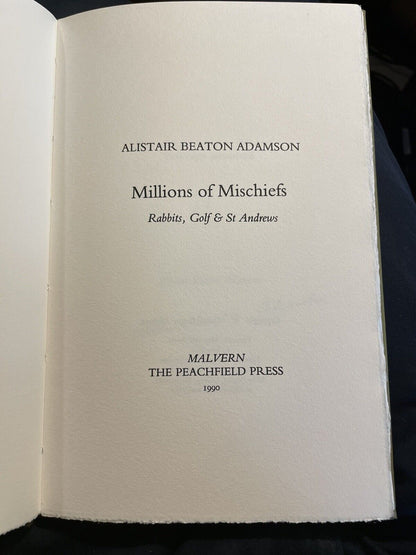 ALISTAIR BEATON ADAMSON
Millions of Mischiefs
Rabbits, Golf & St Andrews
MALVERN
THE PEACHFIELD PRESS
1990